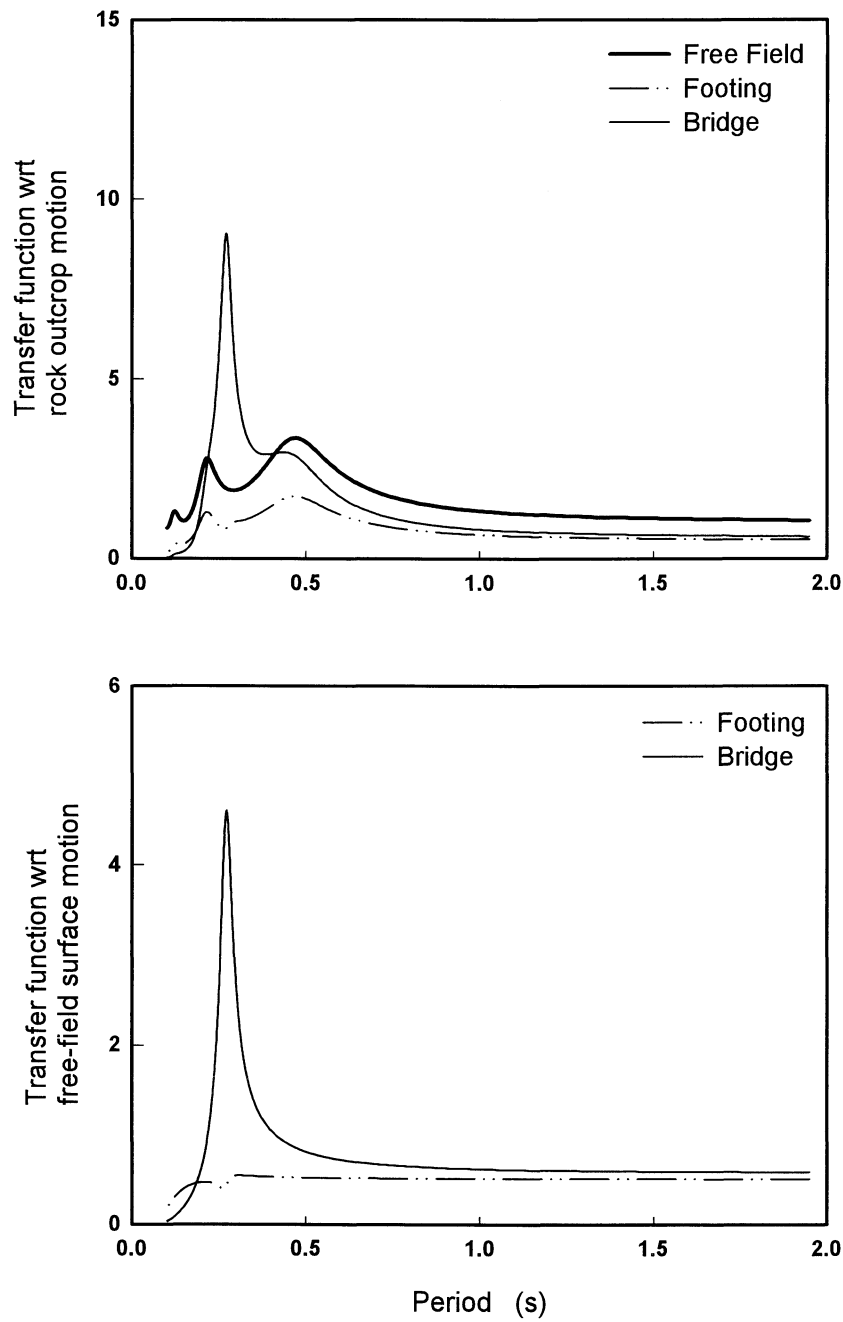 15
10
5
0
Transfer function wrt
rock outcrop motion
Free Field
Footing
Bridge
0.0 0.5 1.0 1.5 2.0
6
4
2
0
Transfer function wrt
free-field surface motion
Footing
Bridge
0.0 0.5 1.0 1.5 2.0
Period (s)